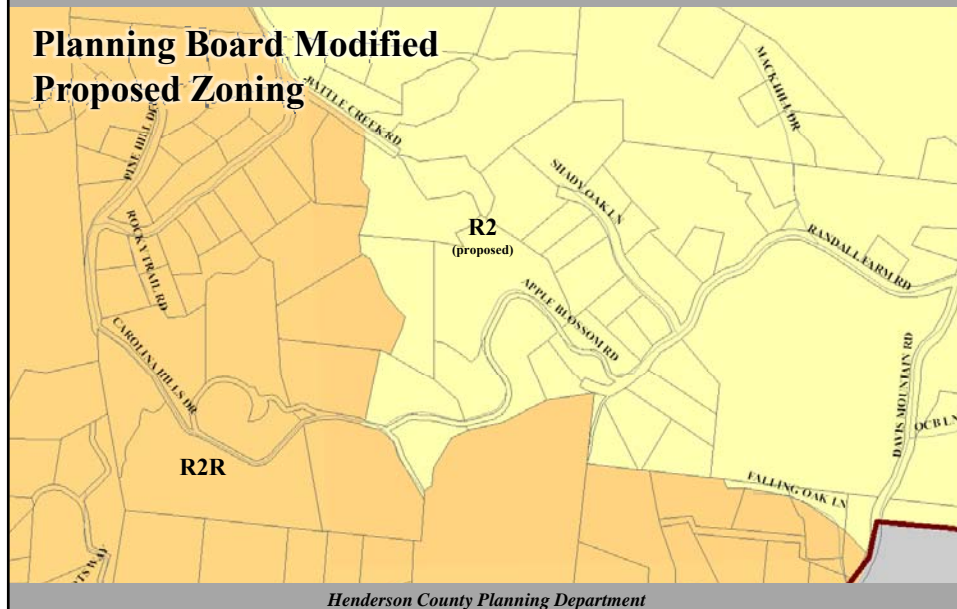 Planning Board Modified
Proposed Zoning
BATTLE CREEK RD
MACK HILL DR
PINE HILL
SHADY OAK LN
R2
(proposed)
ROCKY TRAIL RD
RANDALL FARM RD
APPLE BLOSSOM RD
CAROLINA HILLS DR
DAVIS MOUNTAIN RD
OCB LN
R2R
FALLING OAK LN
TS WAY
Henderson County Planning Department